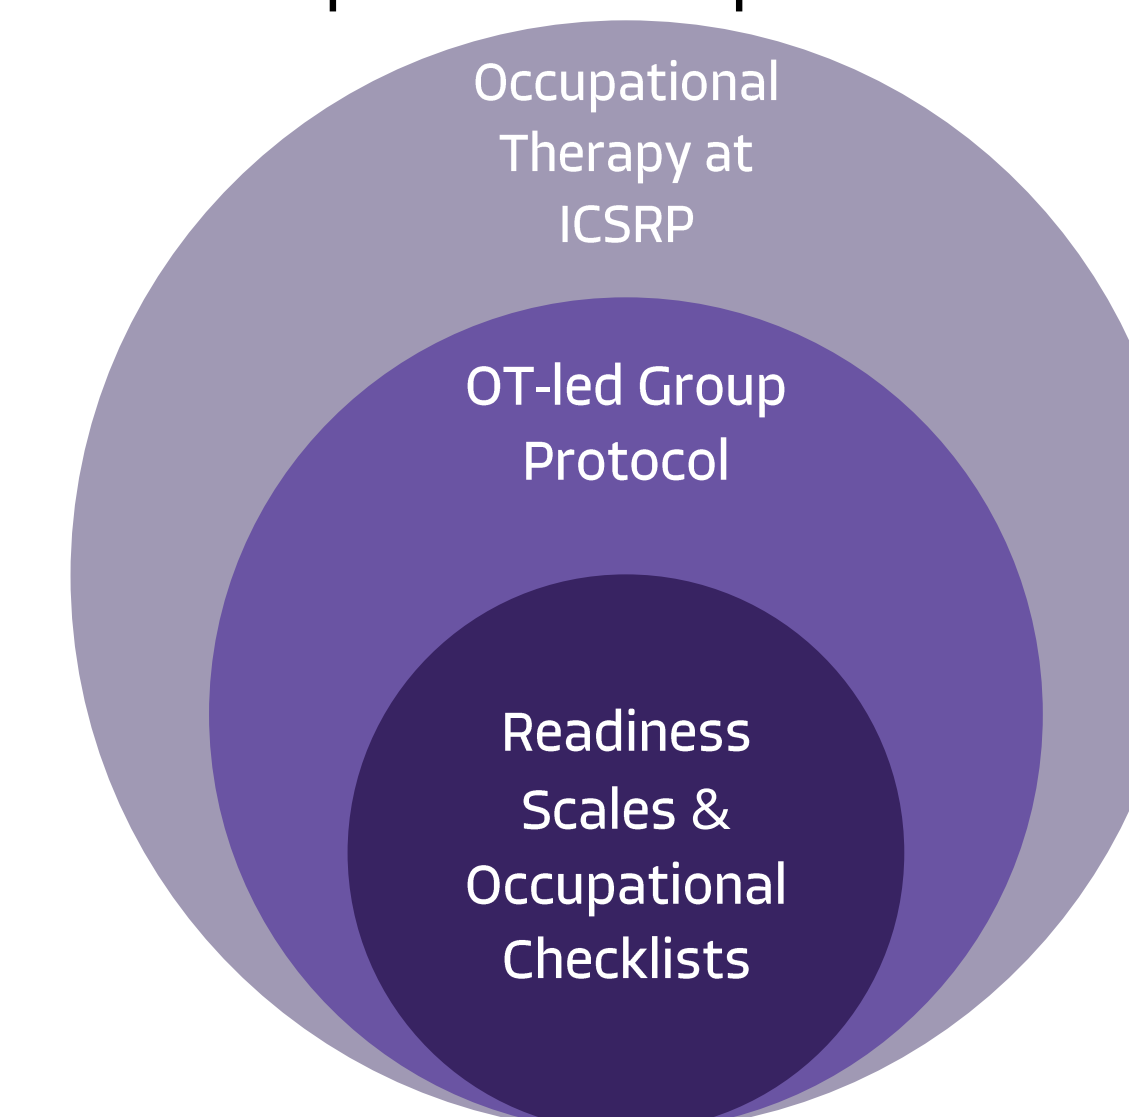 Occupational
Therapy at
ICSRP
OT-led Group
Protocol
Readiness
Scales &
Occupational
Checklists